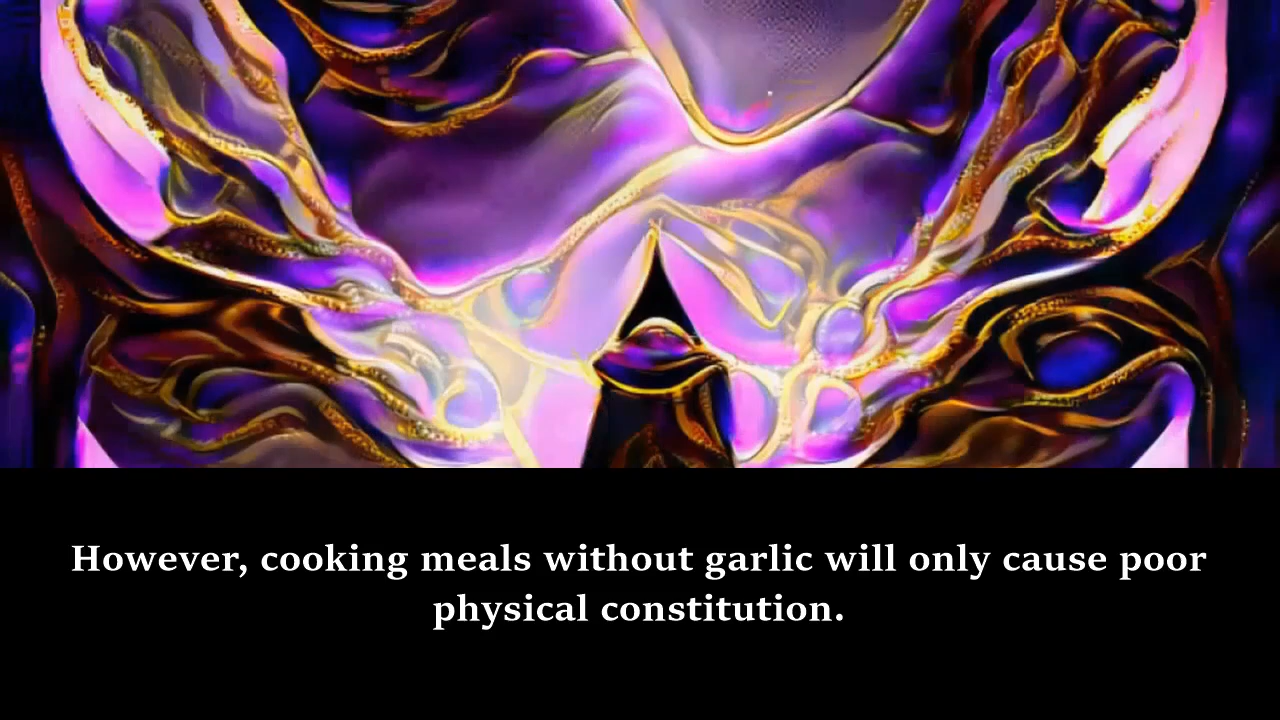 However, cooking meals without garlic will only cause poor
physical constitution.